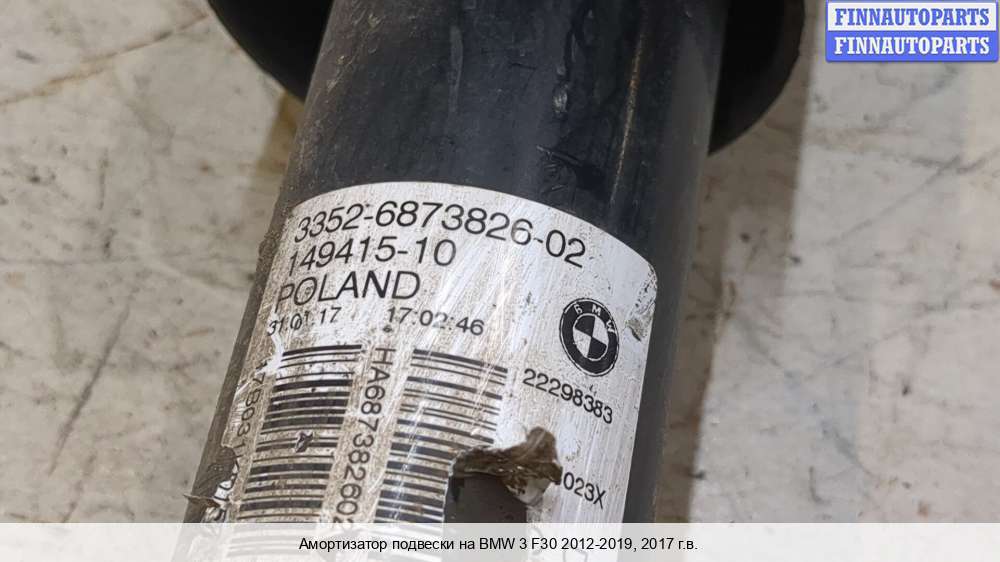 FINNAUTOPARTS
FINNAUTOPARTS
3352-6873826-02
149415-10
POLAND
31.01.17 17:02:46
BMW
22298383
HA687382602
023X
Амортизатор подвески на BMW 3 F30 2012-2019, 2017 г.в.